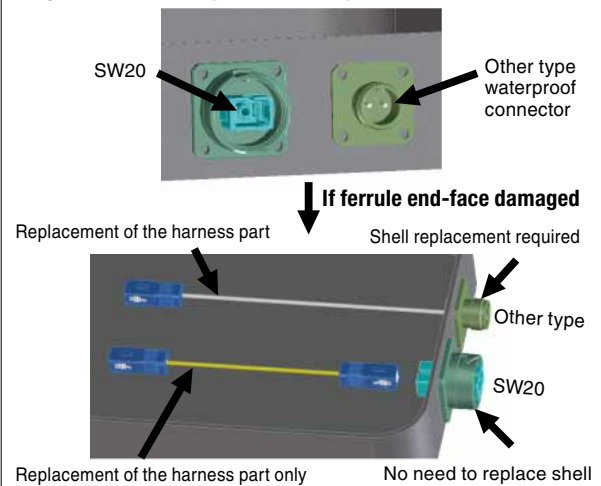 SW20
Other type
waterproof
connector
If ferrule end-face damaged
Replacement of the harness part
Shell replacement required
Other type
SW20
Replacement of the harness part only
No need to replace shell